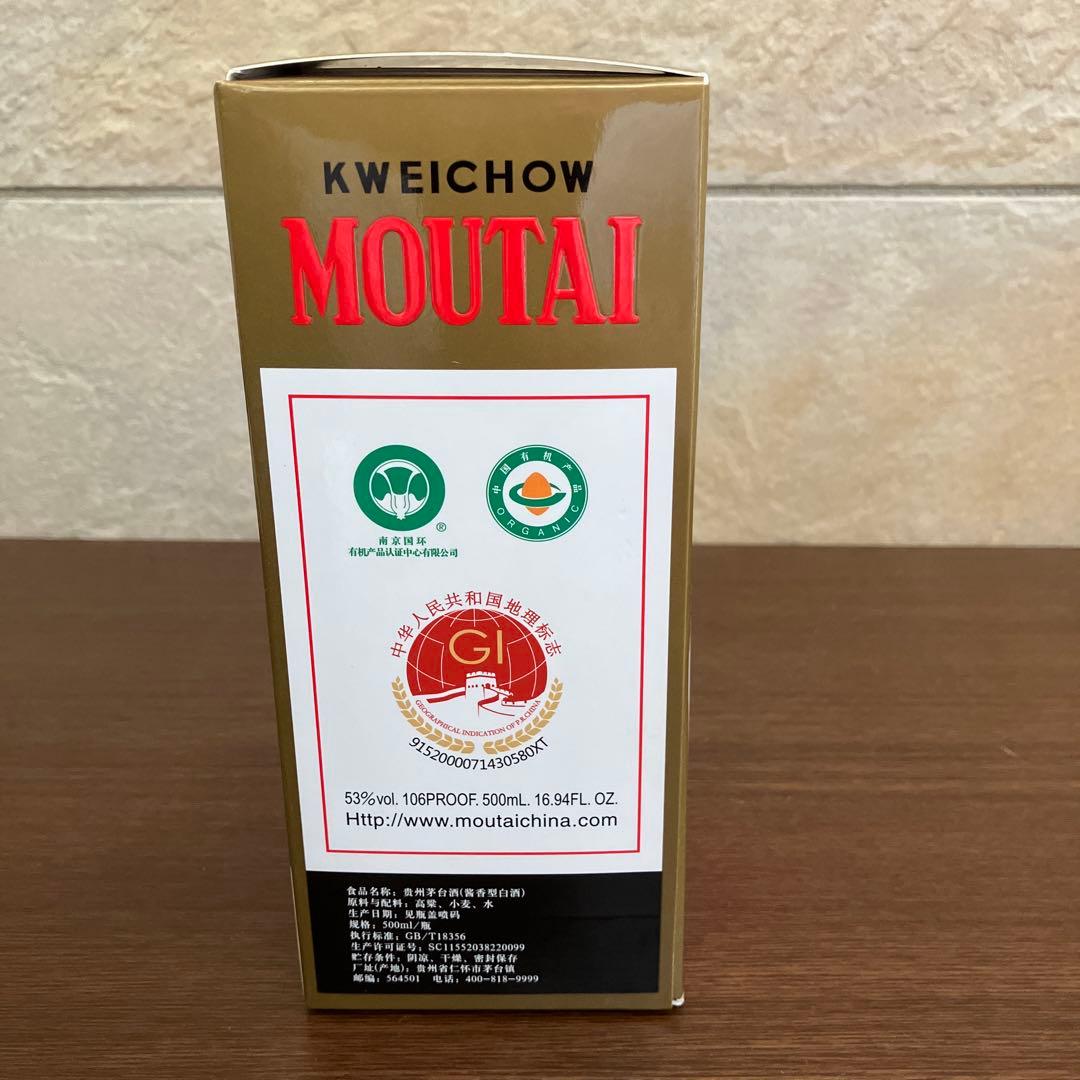 KWEICHOW
MOUTAI
®
南京国环
有机产品认证中心有限公司
中国有机产品
ORGANIC
中华人民共和国地理标志
GI
GEOGRAPHICAL INDICATION OF P.R.CHINA
9152000071430580XT
53%vol. 106PROOF. 500mL. 16.94FL. OZ.
Http://www.moutaichina.com
食品名称：贵州茅台酒(酱香型白酒)
原料与配料：高粱、小麦、水
生产日期：见瓶盖喷码
规格：500ml/瓶
执行标准：GB/T18356
生产许可证号：SC11552038220099
贮存条件：阴凉、干燥、密封保存
厂址(产地)：贵州省仁怀市茅台镇
邮编：564501 电话：400-818-9999